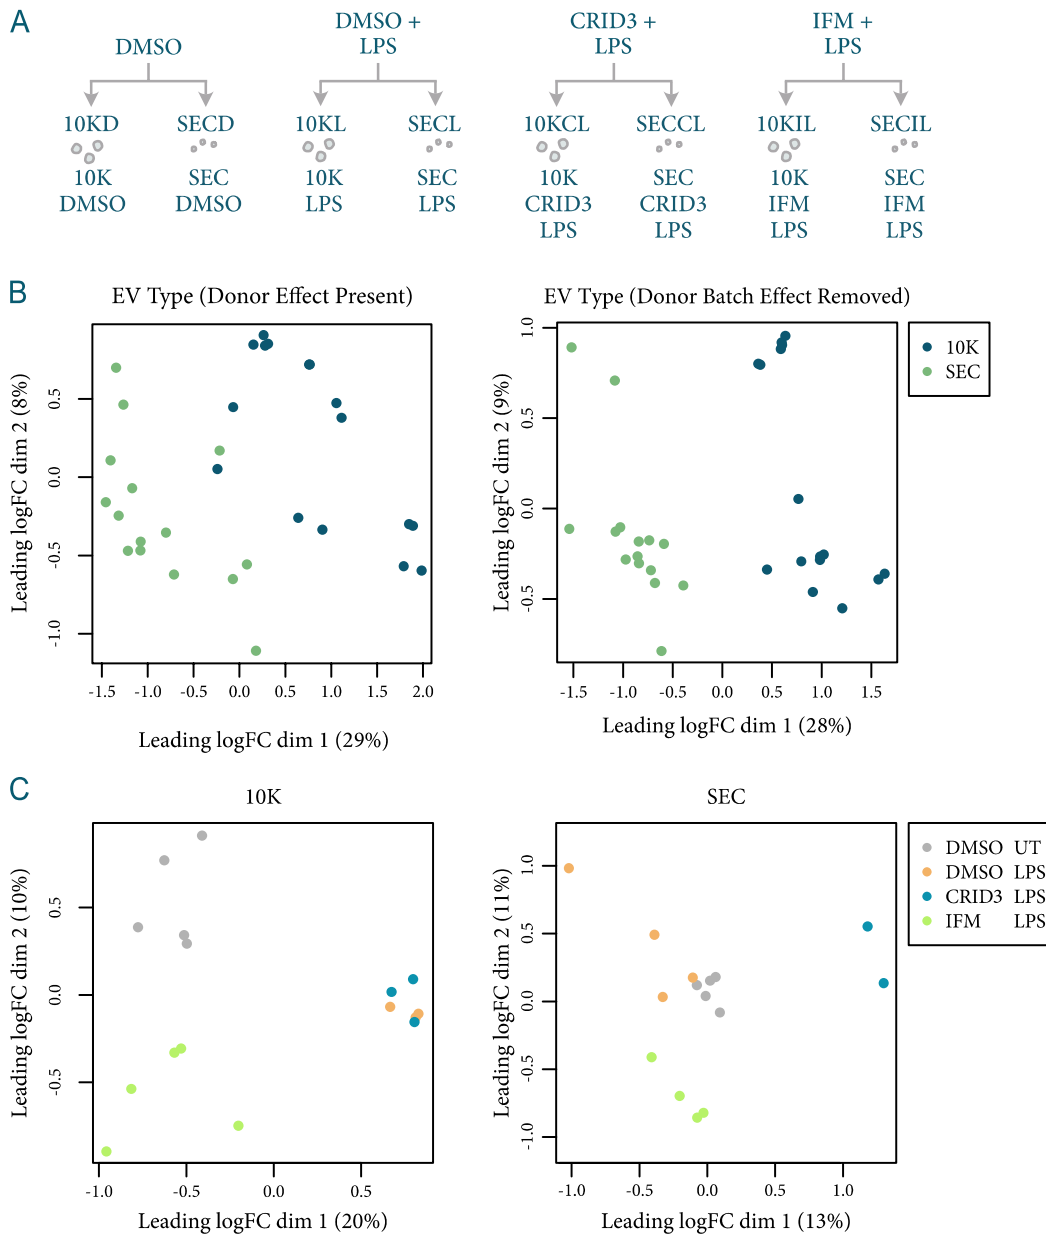 A
DMSO
DMSO +
LPS
CRID3 +
LPS
IFM +
LPS
10KD
SECD
10KL
SECL
10KCL
SECCL
10KIL
SECIL
10K
DMSO
SEC
DMSO
10K
LPS
SEC
LPS
10K
CRID3
LPS
SEC
CRID3
LPS
10K
IFM
LPS
SEC
IFM
LPS
B
EV Type (Donor Effect Present)
Leading logFC dim 2 (8%)
0.5
0.0
-0.5
-1.0
-1.5 -1.0 -0.5 0.0 0.5 1.0 1.5 2.0
Leading logFC dim 1 (29%)
EV Type (Donor Batch Effect Removed)
Leading logFC dim 2 (9%)
1.0
0.5
0.0
-0.5
-1.5 -1.0 -0.5 0.0 0.5 1.0 1.5
Leading logFC dim 1 (28%)
10K
SEC
C
10K
Leading logFC dim 2 (10%)
0.5
0.0
-0.5
-1.0 -0.5 0.0 0.5
Leading logFC dim 1 (20%)
SEC
Leading logFC dim 2 (11%)
1.0
0.5
0.0
-0.5
-1.0
-1.0 -0.5 0.0 0.5 1.0
Leading logFC dim 1 (13%)
DMSO UT
DMSO LPS
CRID3 LPS
IFM LPS